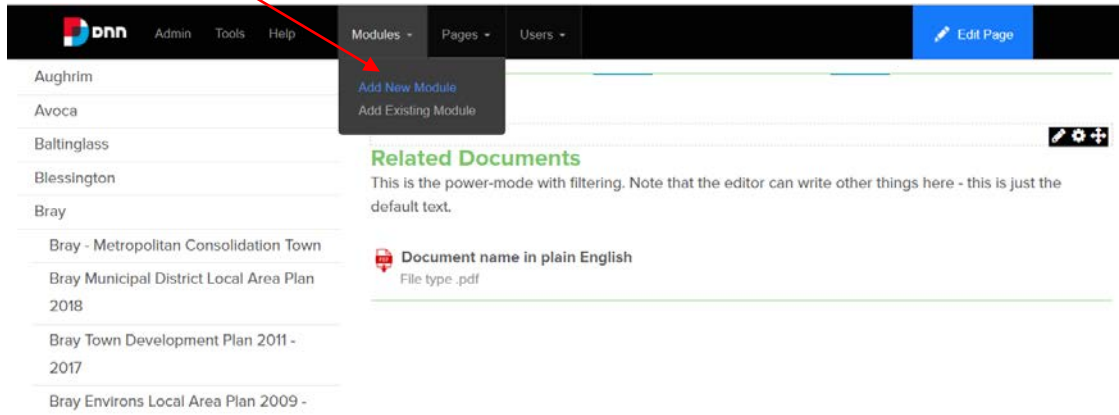 DNN Admin Tools Help Modules Pages Users Edit Page
Add New Module
Add Existing Module
Aughrim
Avoca
Baltinglass
Blessington
Bray
Bray - Metropolitan Consolidation Town
Bray Municipal District Local Area Plan
2018
Bray Town Development Plan 2011 -
2017
Bray Environs Local Area Plan 2009 -
Related Documents
This is the power-mode with filtering. Note that the editor can write other things here - this is just the
default text.
PDF
Document name in plain English
File type .pdf